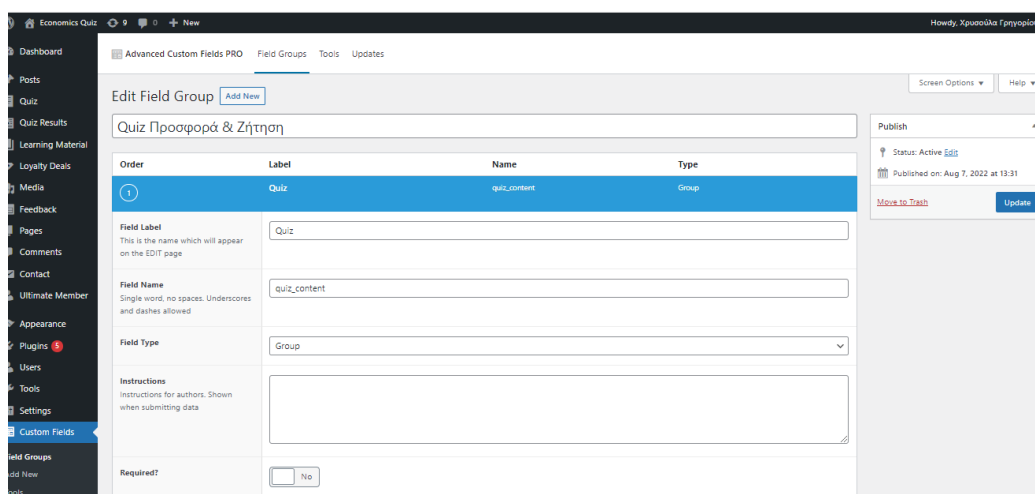 Economics Quiz 9 0 + New Howdy, Χρυσούλα Γρηγορίου
Dashboard
Posts
Quiz
Quiz Results
Learning Material
Loyalty Deals
Media
Feedback
Pages
Comments
Contact
Ultimate Member
Appearance
Plugins 5
Users
Tools
Settings
Custom Fields
Field Groups
Add New
Tools
Advanced Custom Fields PRO Field Groups Tools Updates
Screen Options Help
Edit Field Group Add New
Quiz Προσφορά & Ζήτηση
Order Label Name Type
1 Quiz quiz_content Group
Field Label
This is the name which will appear
on the EDIT page
Quiz
Field Name
Single word, no spaces. Underscores
and dashes allowed
quiz_content
Field Type
Group
Instructions
Instructions for authors. Shown
when submitting data
Required?
No
Publish
Status: Active Edit
Published on: Aug 7, 2022 at 13:31
Move to Trash Update